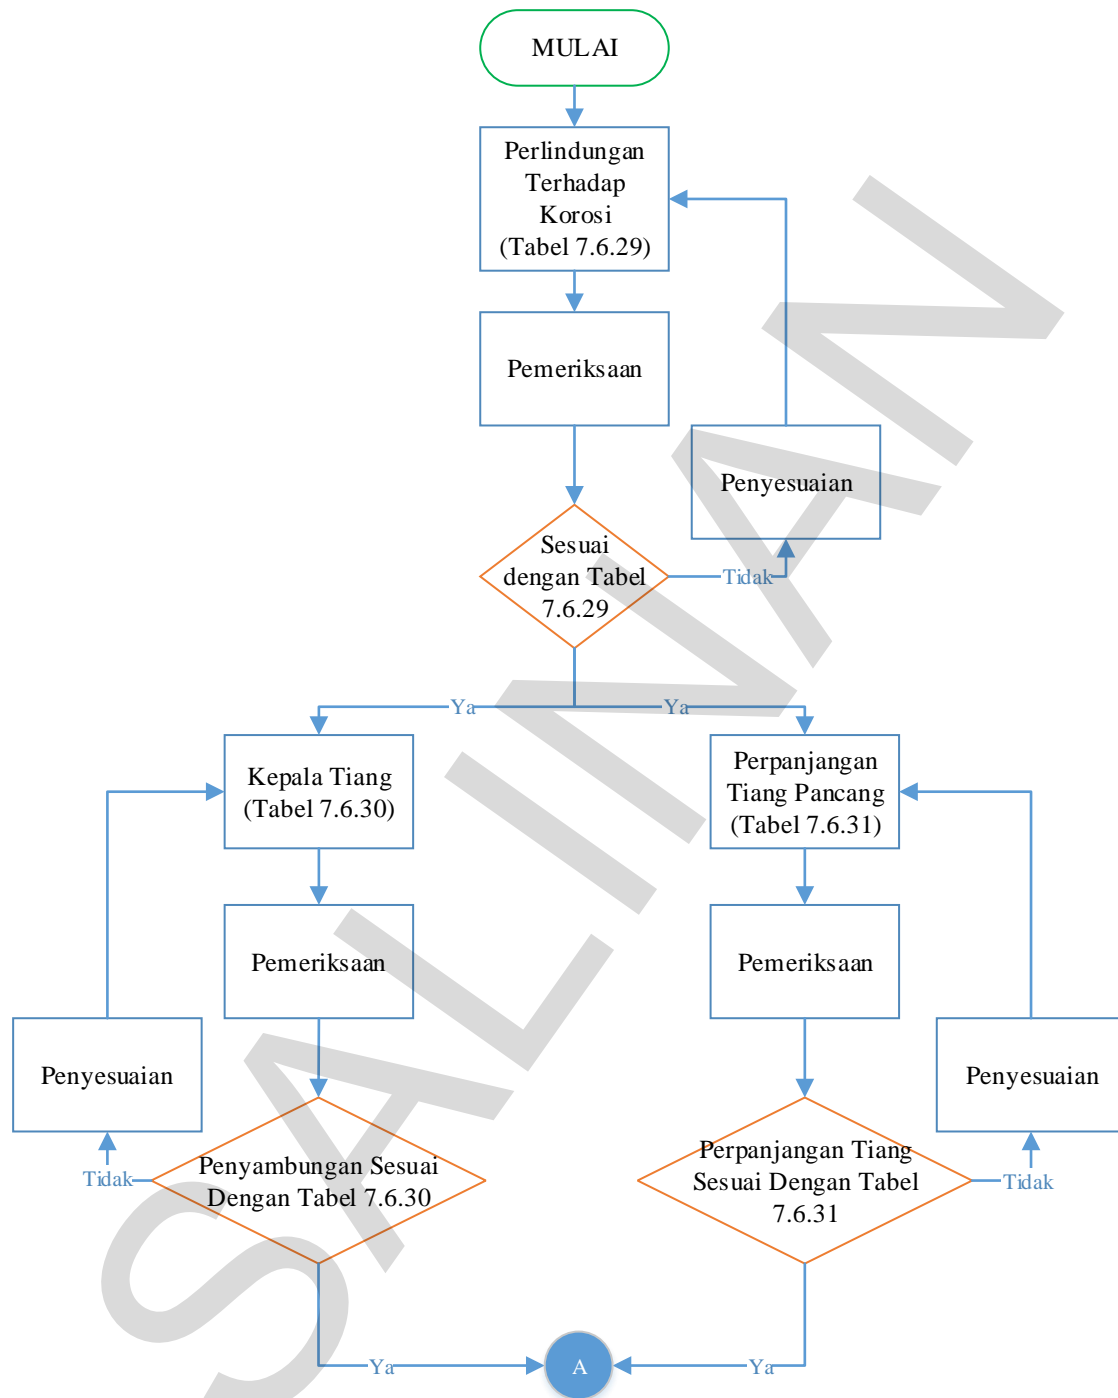 MULAI
Perlindungan
Terhadap
Korosi
(Tabel 7.6.29)
Pemeriksaan
Penyesuaian
Sesuai
dengan Tabel
7.6.29
Tidak
Ya
Ya
Kepala Tiang
(Tabel 7.6.30)
Perpanjangan
Tiang Pancang
(Tabel 7.6.31)
Pemeriksaan
Pemeriksaan
Penyesuaian
Penyesuaian
Penyambungan Sesuai
Dengan Tabel 7.6.30
Tidak
Perpanjangan Tiang
Sesuai Dengan Tabel
7.6.31
Tidak
Ya
A
Ya
SALINAN